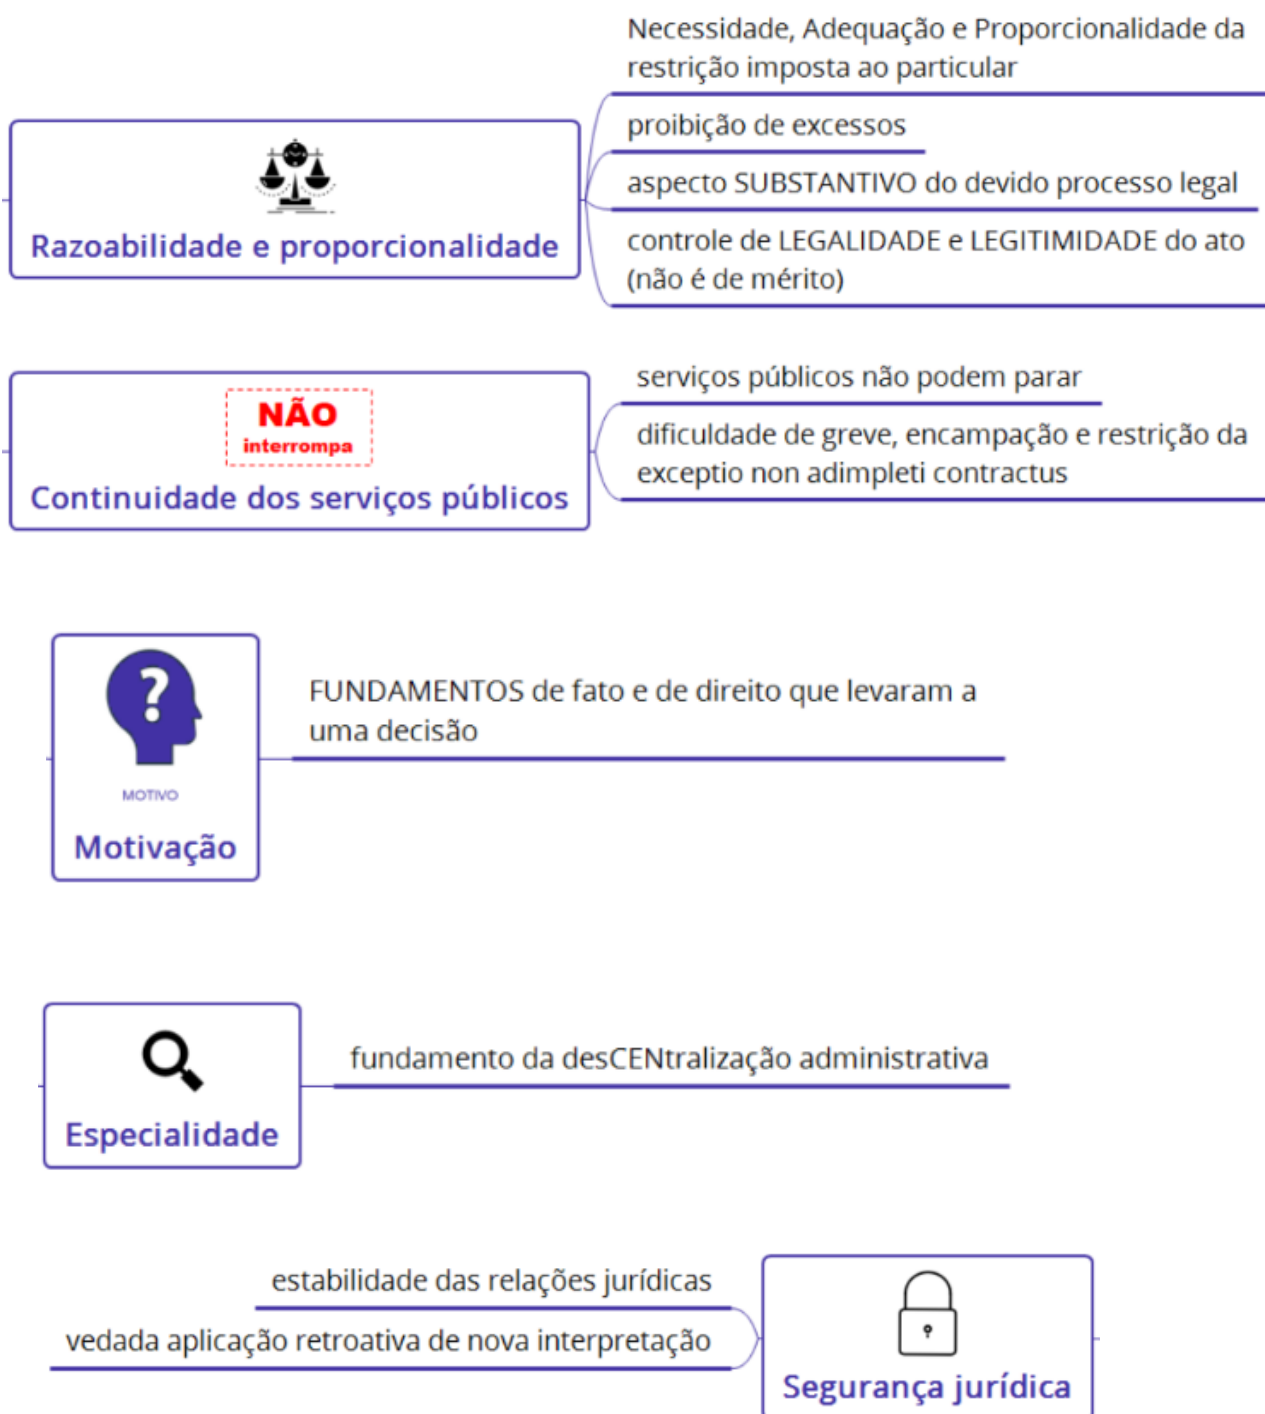 Necessidade, Adequação e Proporcionalidade da
restrição imposta ao particular
proibição de excessos
aspecto SUBSTANTIVO do devido processo legal
controle de LEGALIDADE e LEGITIMIDADE do ato
(não é de mérito)
Razoabilidade e proporcionalidade
serviços públicos não podem parar
dificuldade de greve, encampação e restrição da
exceptio non adimpleti contractus
NÃO
interrompa
Continuidade dos serviços públicos
FUNDAMENTOS de fato e de direito que levaram a
uma decisão
?
MOTIVO
Motivação
fundamento da desCENtralização administrativa
Especialidade
estabilidade das relações jurídicas
vedada aplicação retroativa de nova interpretação
Segurança jurídica